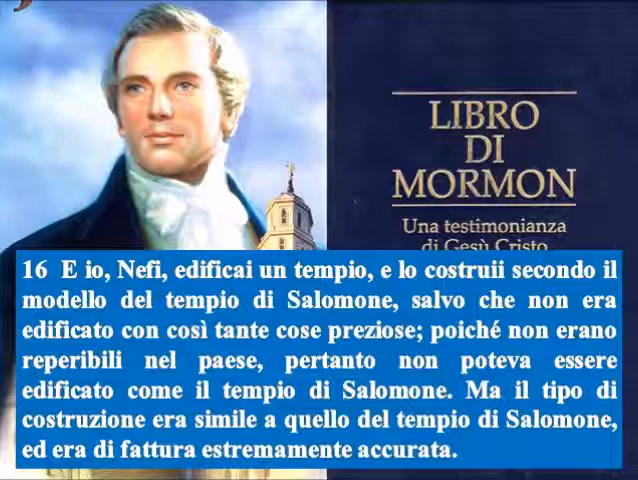 LIBRO
DI
MORMON
Una testimonianza
di Gesù Cristo
16 E io, Nefi, edificai un tempio, e lo costruii secondo il
modello del tempio di Salomone, salvo che non era
edificato con così tante cose preziose; poiché non erano
reperibili nel paese, pertanto non poteva essere
edificato come il tempio di Salomone. Ma il tipo di
costruzione era simile a quello del tempio di Salomone,
ed era di fattura estremamente accurata.